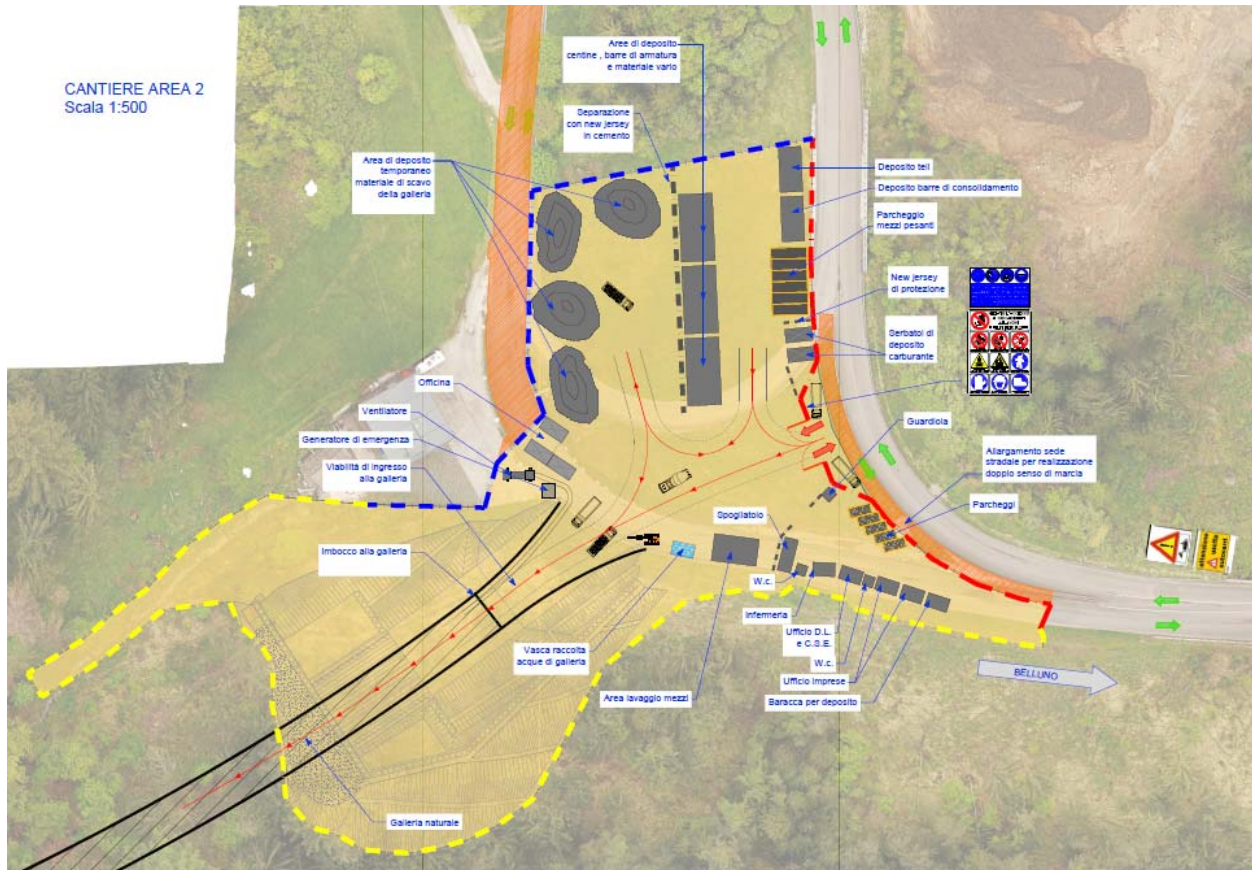 CANTIERE AREA 2
Scala 1:500
Aree di deposito
centine , barre di armatura
e materiale vario
Separazione
con new jersey
in cemento
Area di deposito
temporaneo
materiale di scavo
della galleria
Deposito teli
Deposito barre di consolidamento
Parcheggio
mezzi pesanti
New jersey
di protezione
Serbatoi di
deposito
carburante
Officina
Ventilatore
Generatore di emergenza
Viabilità di ingresso
alla galleria
Guardiola
Allargamento sede
stradale per realizzazione
doppio senso di marcia
Parcheggi
Spogliatoio
Imbocco alla galleria
W.c.
Infermeria
Ufficio D.L.
e C.S.E.
W.c.
Ufficio imprese
Baracca per deposito
Vasca raccolta
acque di galleria
Area lavaggio mezzi
BELLUNO
Galleria naturale
attenzione
uscita
automezzi